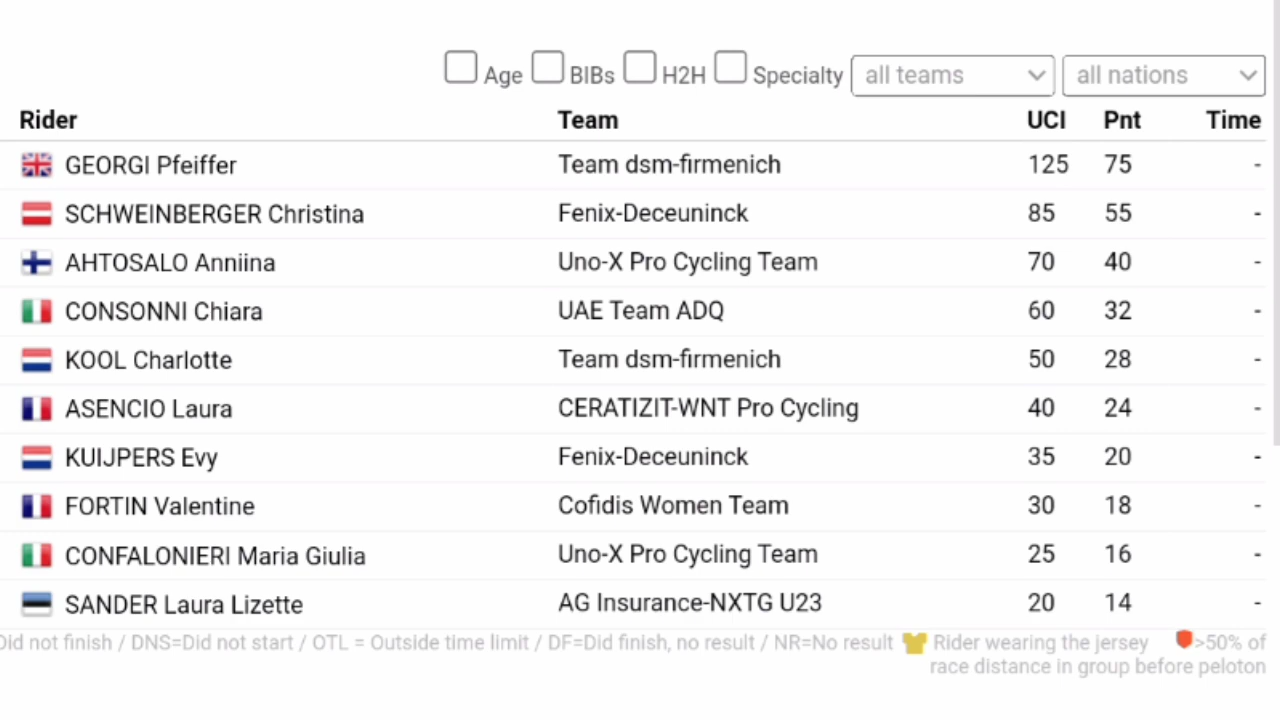 Age BIBs H2H Specialty all teams all nations
Rider Team UCI Pnt Time
GEORGI Pfeiffer Team dsm-firmenich 125 75 -
SCHWEINBERGER Christina Fenix-Deceuninck 85 55 -
AHTOSALO Anniina Uno-X Pro Cycling Team 70 40 -
CONSONNI Chiara UAE Team ADQ 60 32 -
KOOL Charlotte Team dsm-firmenich 50 28 -
ASENCIO Laura CERATIZIT-WNT Pro Cycling 40 24 -
KUIJPERS Evy Fenix-Deceuninck 35 20 -
FORTIN Valentine Cofidis Women Team 30 18 -
CONFALONIERI Maria Giulia Uno-X Pro Cycling Team 25 16 -
SANDER Laura Lizette AG Insurance-NXTG U23 20 14 -
Did not finish / DNS=Did not start / OTL = Outside time limit / DF=Did finish, no result / NR=No result Rider wearing the jersey >50% of
race distance in group before peloton